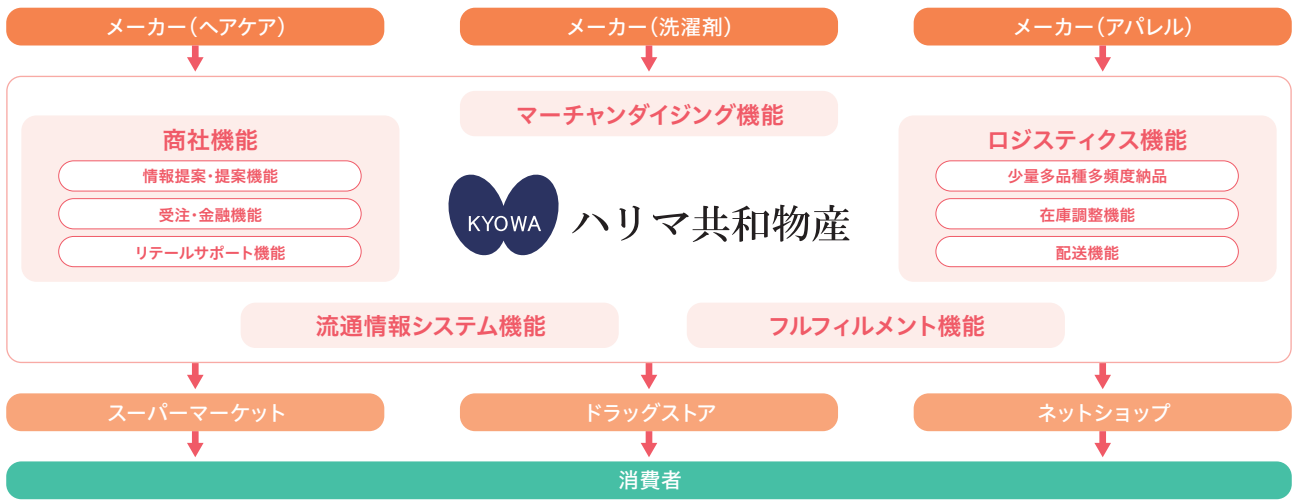 メーカー(ヘアケア)
メーカー(洗濯剤)
メーカー(アパレル)
マーチャンダイジング機能
商社機能
情報提案・提案機能
受注・金融機能
リテールサポート機能
KYOWA
ハリマ共和物産
ロジスティクス機能
少量多品種多頻度納品
在庫調整機能
配送機能
流通情報システム機能
フルフィルメント機能
スーパーマーケット
ドラッグストア
ネットショップ
消費者